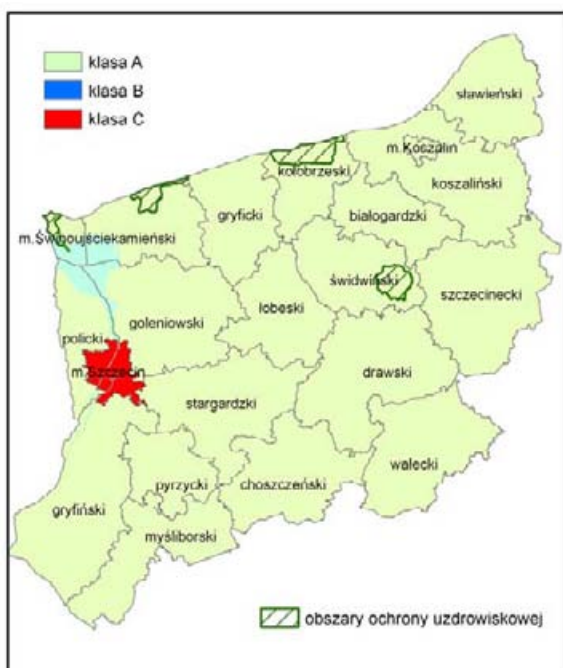 klasa A
klasa B
klasa C
sławieński
m.Koszalin
kołobrzeski
koszaliński
gryficki
białogardzki
m.Świnoujście
kamieński
świdwiński
szczecinecki
łobeski
goleniowski
policki
m.Szczecin
drawski
stargardzki
wałecki
pyrzycki
choszczeński
gryfiński
myśliborski
obszary ochrony uzdrowiskowej